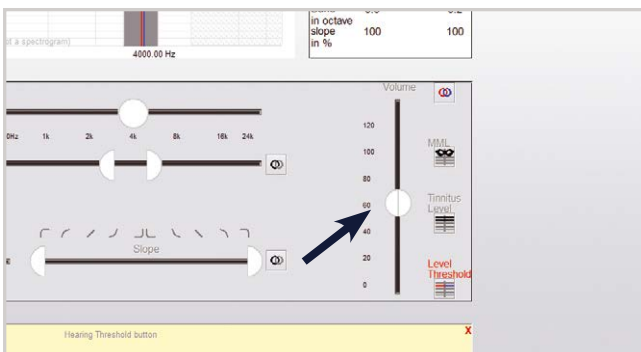 in octave
slope 100 100
in %
ot a spectrogram)
4000.00 Hz
Volume
0Hz 1k 2k 4k 8k 16k 24k
120
100
80
60
40
20
0
MML
Tinnitus
Level
Level
Threshold
Slope
Hearing Threshold button
X